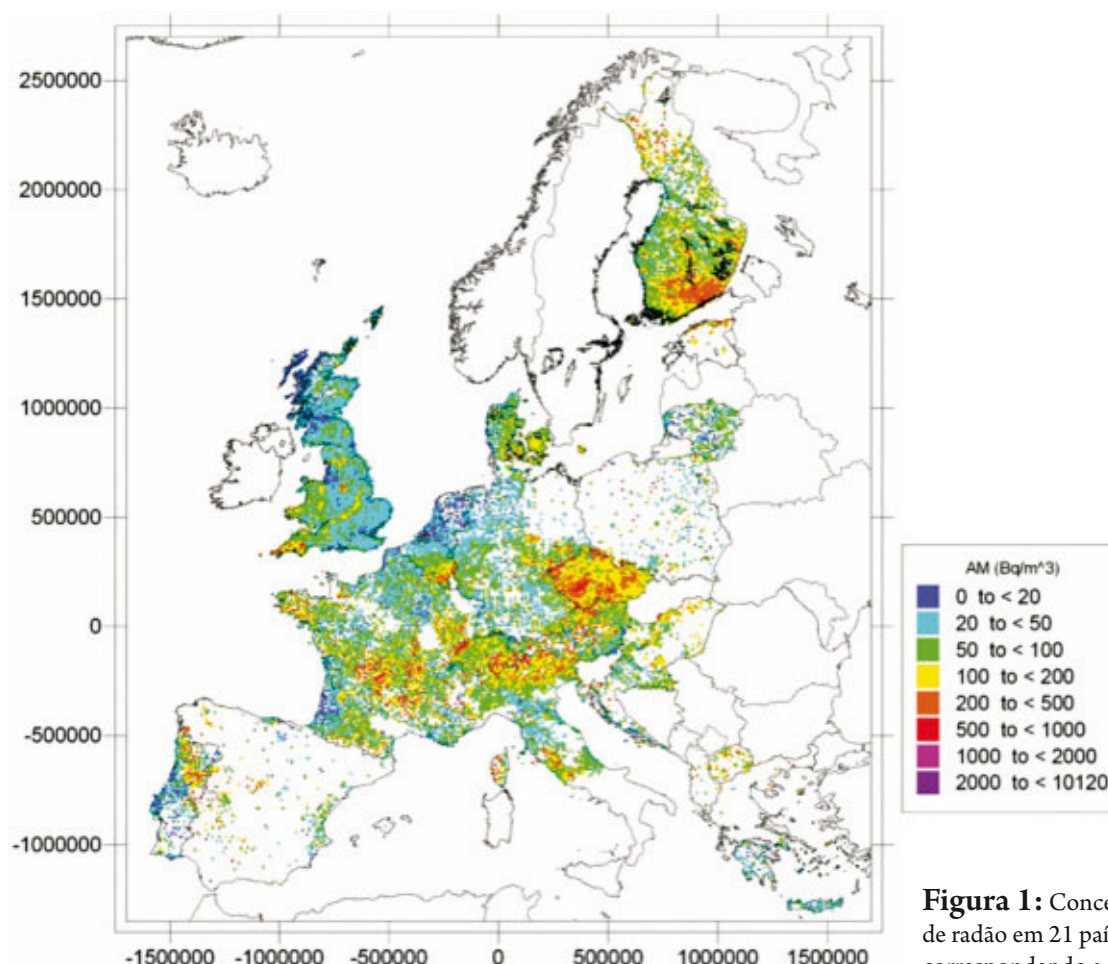 2500000
2000000
1500000
1000000
500000
0
-500000
-1000000
-1500000 -1000000 -500000 0 500000 1000000 1500000
AM (Bq/m^3)
0 to < 20
20 to < 50
50 to < 100
100 to < 200
200 to < 500
500 to < 1000
1000 to < 2000
2000 to < 10120
Figura 1: Conce
de radão em 21 paí